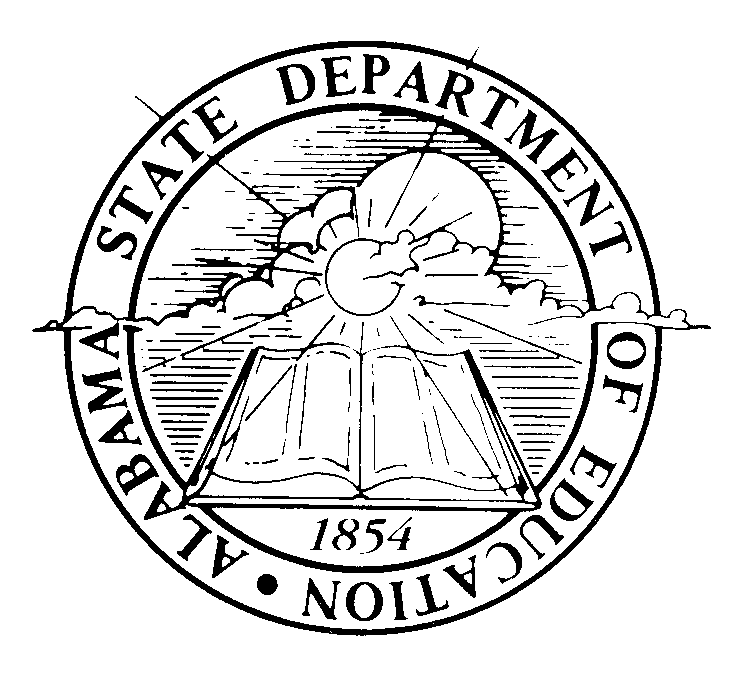 ALABAMA STATE DEPARTMENT OF EDUCATION •
1854